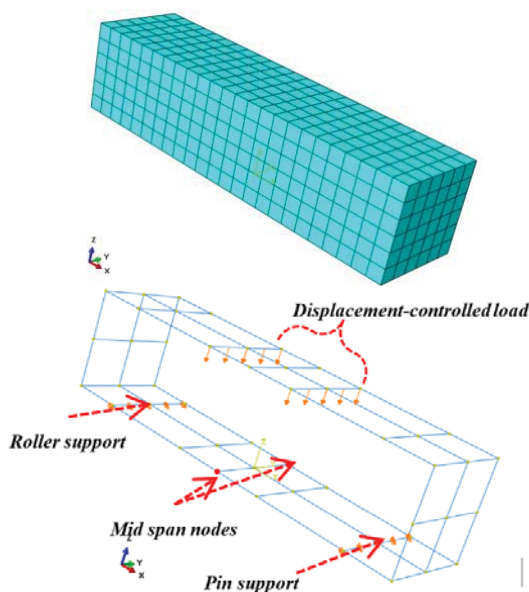 Z
Y
X
Displacement-controlled load
Roller support
Mid span nodes
Z
Y
X
Pin support